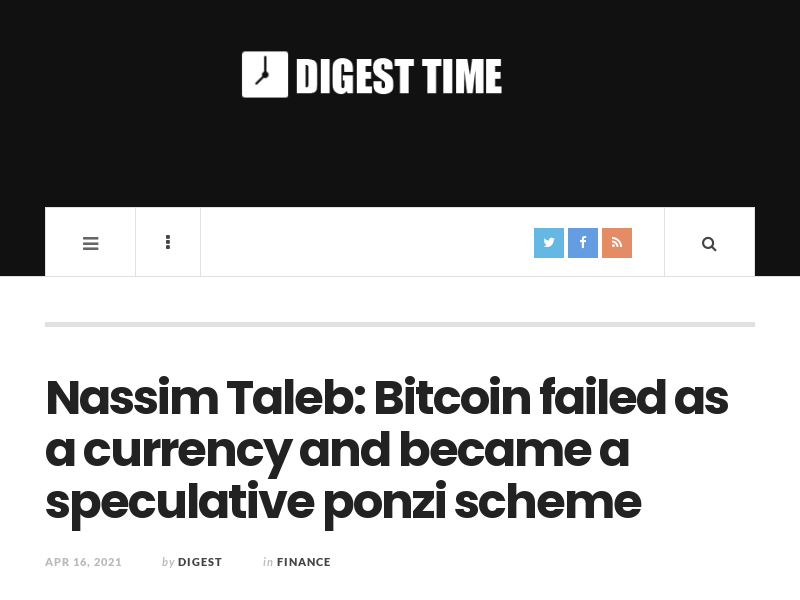 DIGEST TIME
Nassim Taleb: Bitcoin failed as
a currency and became a
speculative ponzi scheme
APR 16, 2021 by DIGEST in FINANCE